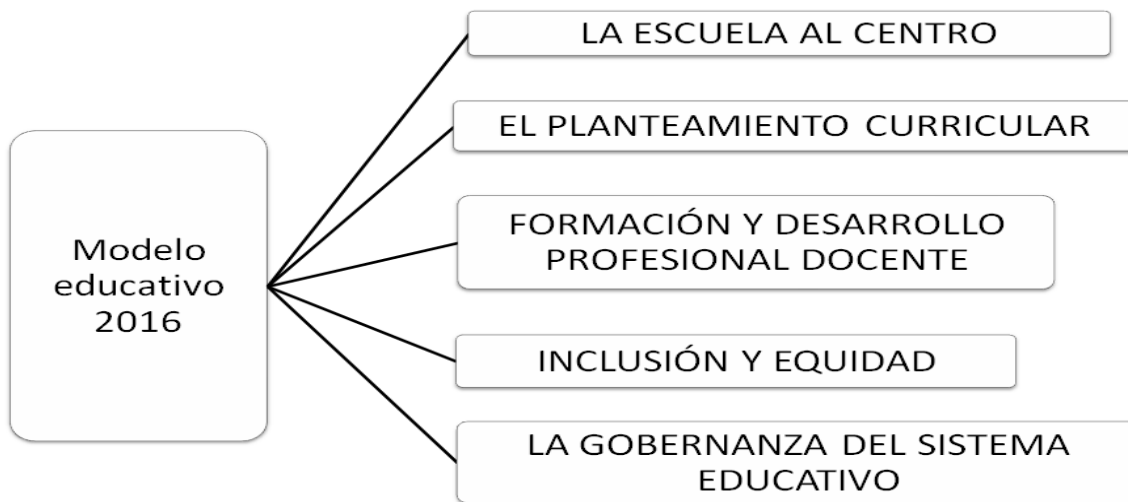 LA ESCUELA AL CENTRO
EL PLANTEAMIENTO CURRICULAR
Modelo
educativo
2016
FORMACIÓN Y DESARROLLO
PROFESIONAL DOCENTE
INCLUSIÓN Y EQUIDAD
LA GOBERNANZA DEL SISTEMA
EDUCATIVO